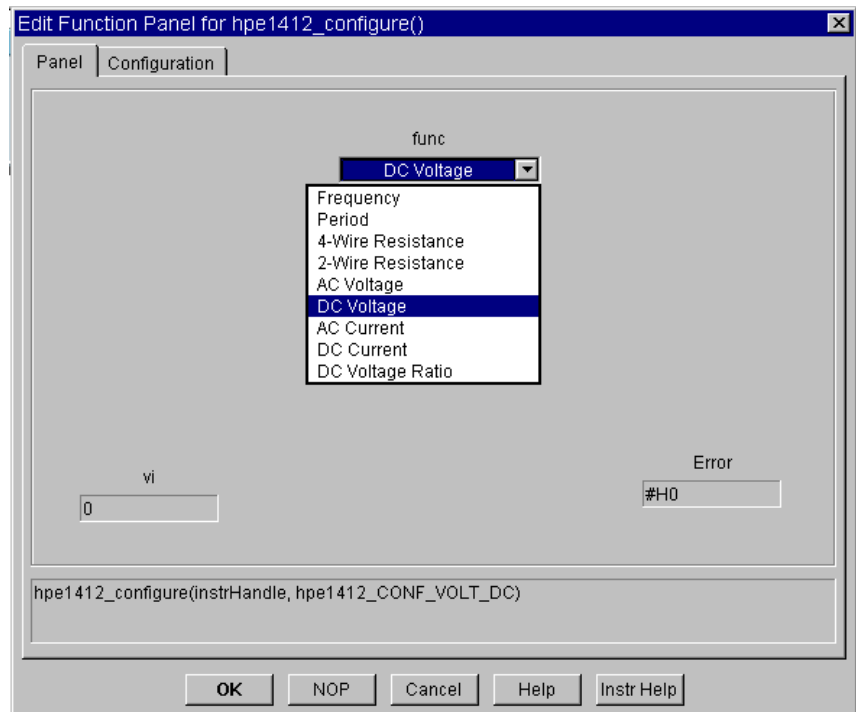 Edit Function Panel for hpe1412_configure()
Panel
Configuration
func
DC Voltage
Frequency
Period
4-Wire Resistance
2-Wire Resistance
AC Voltage
DC Voltage
AC Current
DC Current
DC Voltage Ratio
vi
Error
0
#H0
hpe1412_configure(instrHandle, hpe1412_CONF_VOLT_DC)
OK
NOP
Cancel
Help
Instr Help